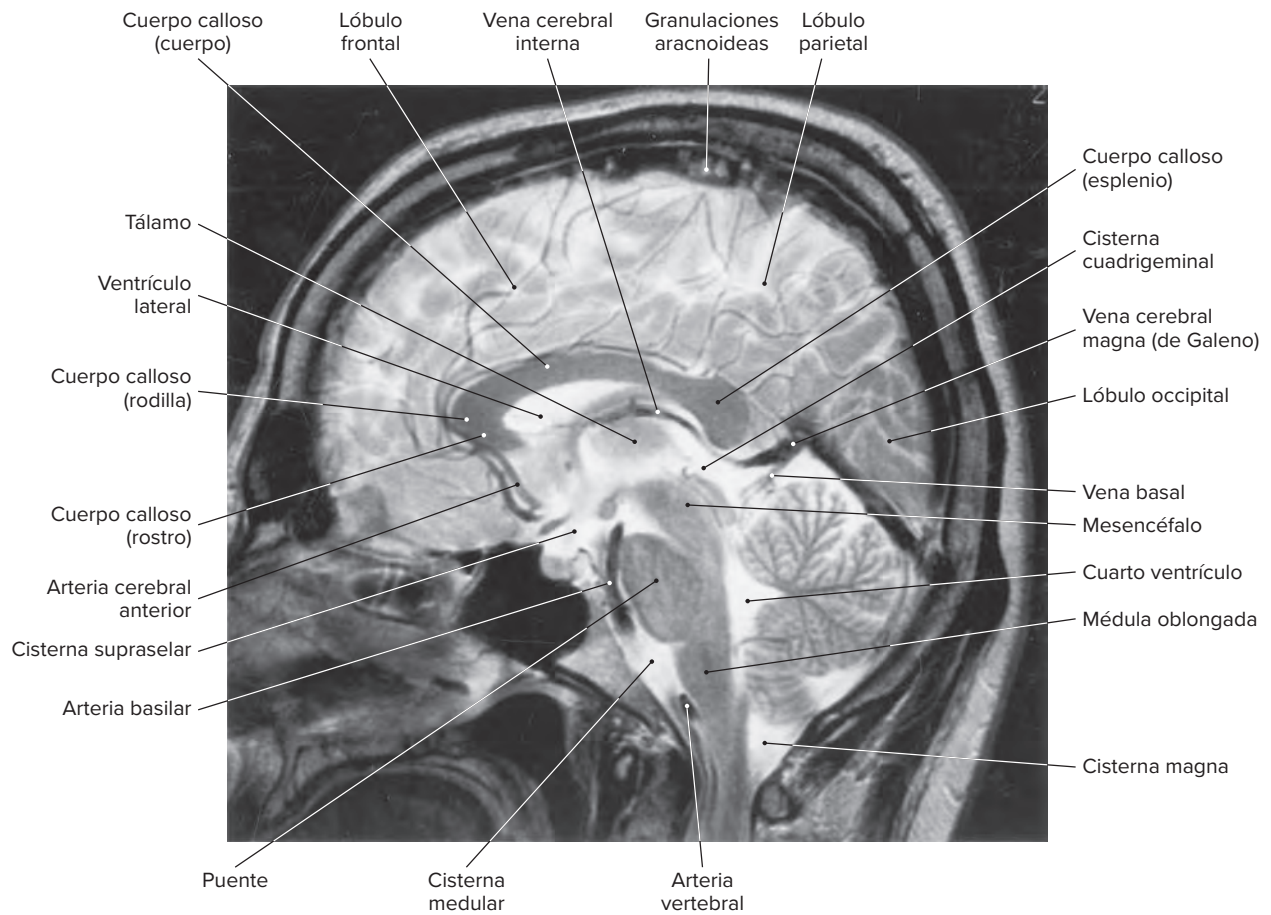 Cuerpo calloso
(cuerpo)
Lóbulo
frontal
Vena cerebral
interna
Granulaciones
aracnoideas
Lóbulo
parietal
2
Tálamo
Ventrículo
lateral
Cuerpo calloso
(rodilla)
Cuerpo calloso
(rostro)
Arteria cerebral
anterior
Cisterna supraselar
Arteria basilar
Cuerpo calloso
(esplenio)
Cisterna
cuadrigeminal
Vena cerebral
magna (de Galeno)
Lóbulo occipital
Vena basal
Mesencéfalo
Cuarto ventrículo
Médula oblongada
Cisterna magna
Puente
Cisterna
medular
Arteria
vertebral